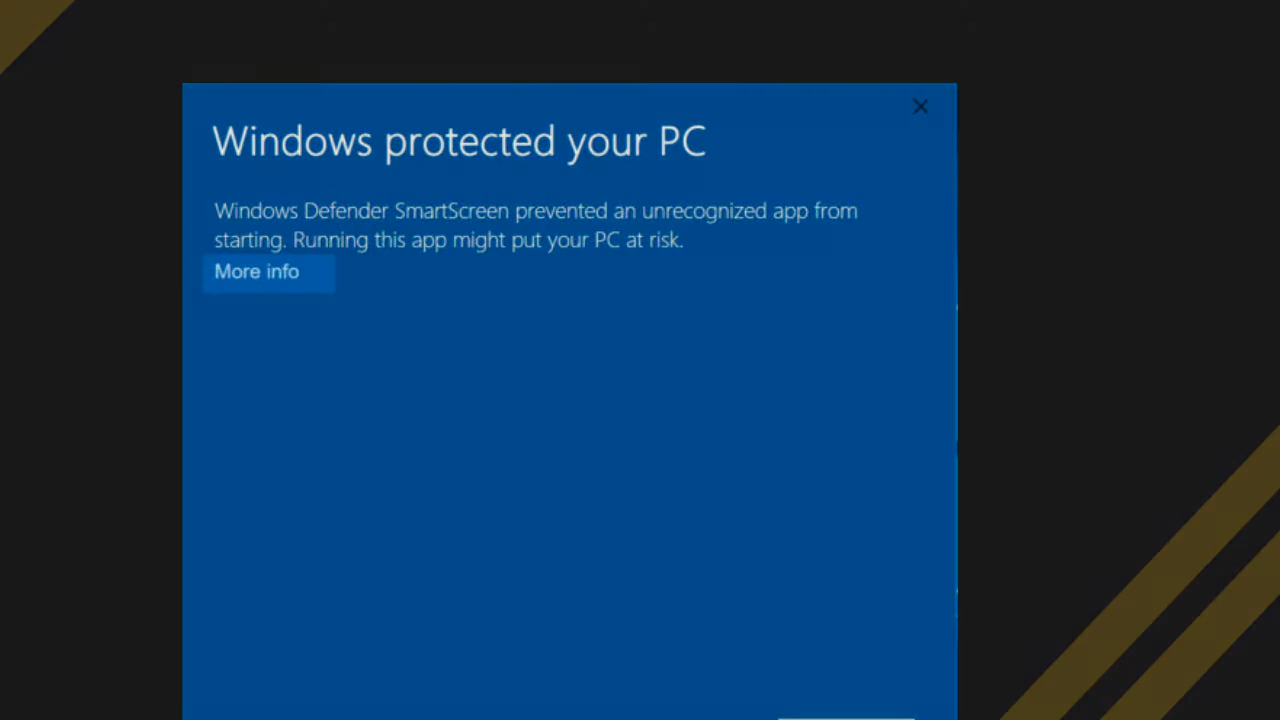 Windows protected your PC
Windows Defender SmartScreen prevented an unrecognized app from
starting. Running this app might put your PC at risk.
More info